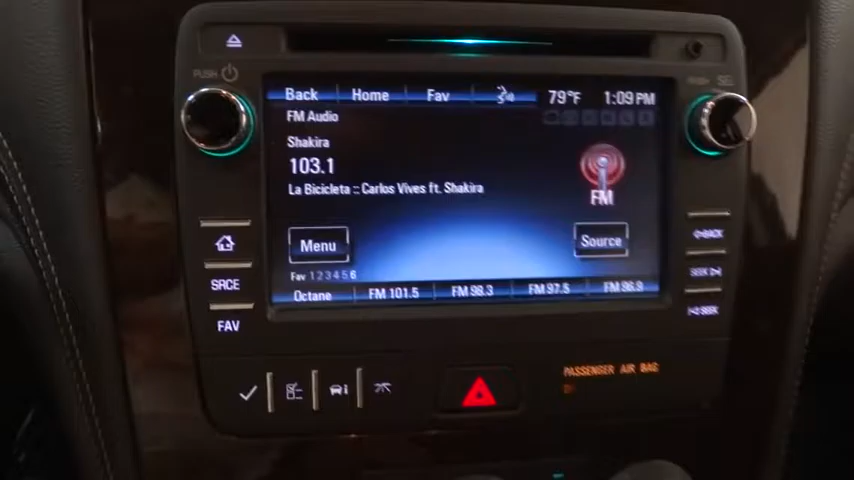 PUSH
Back Home Fav 79°F 1:09 PM
FM Audio
Shakira
103.1
La Bicicleta :: Carlos Vives ft. Shakira
FM
Menu Source
Fav 1 2 3 4 5 6
Octane FM 101.5 FM 98.3 FM 97.5 FM 96.9
SRCE
FAV
BACK
SEEK
SEEK
PASSENGER AIR BAG